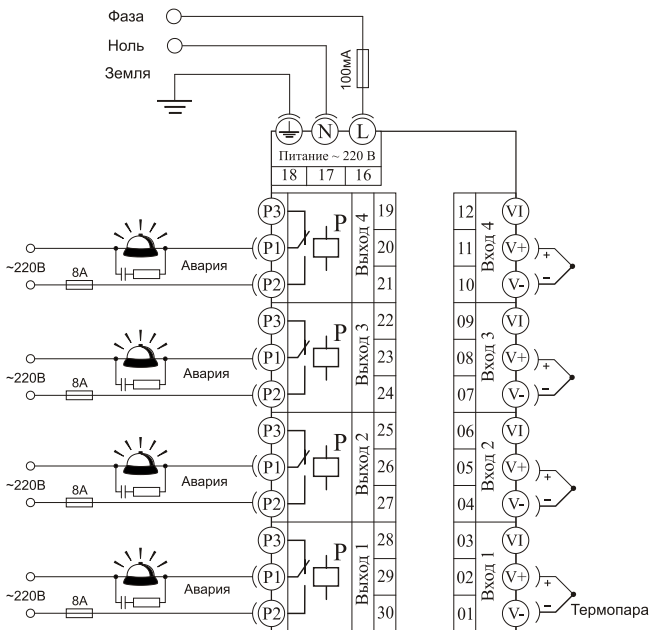 Фаза
Ноль
Земля
100мА
N L
Питание ~ 220 В
18 17 16
P3 19 12 VI
P1 P Выход 4 20 11 Вход 4 V+ +
P2 21 10 V- −
~220В 8А Авария
P3 22 09 VI
P1 P Выход 3 23 08 Вход 3 V+ +
P2 24 07 V- −
~220В 8А Авария
P3 25 06 VI
P1 P Выход 2 26 05 Вход 2 V+ +
P2 27 04 V- −
~220В 8А Авария
P3 28 03 VI
P1 P Выход 1 29 02 Вход 1 V+ +
P2 30 01 V- −
~220В 8А Авария
Термопара